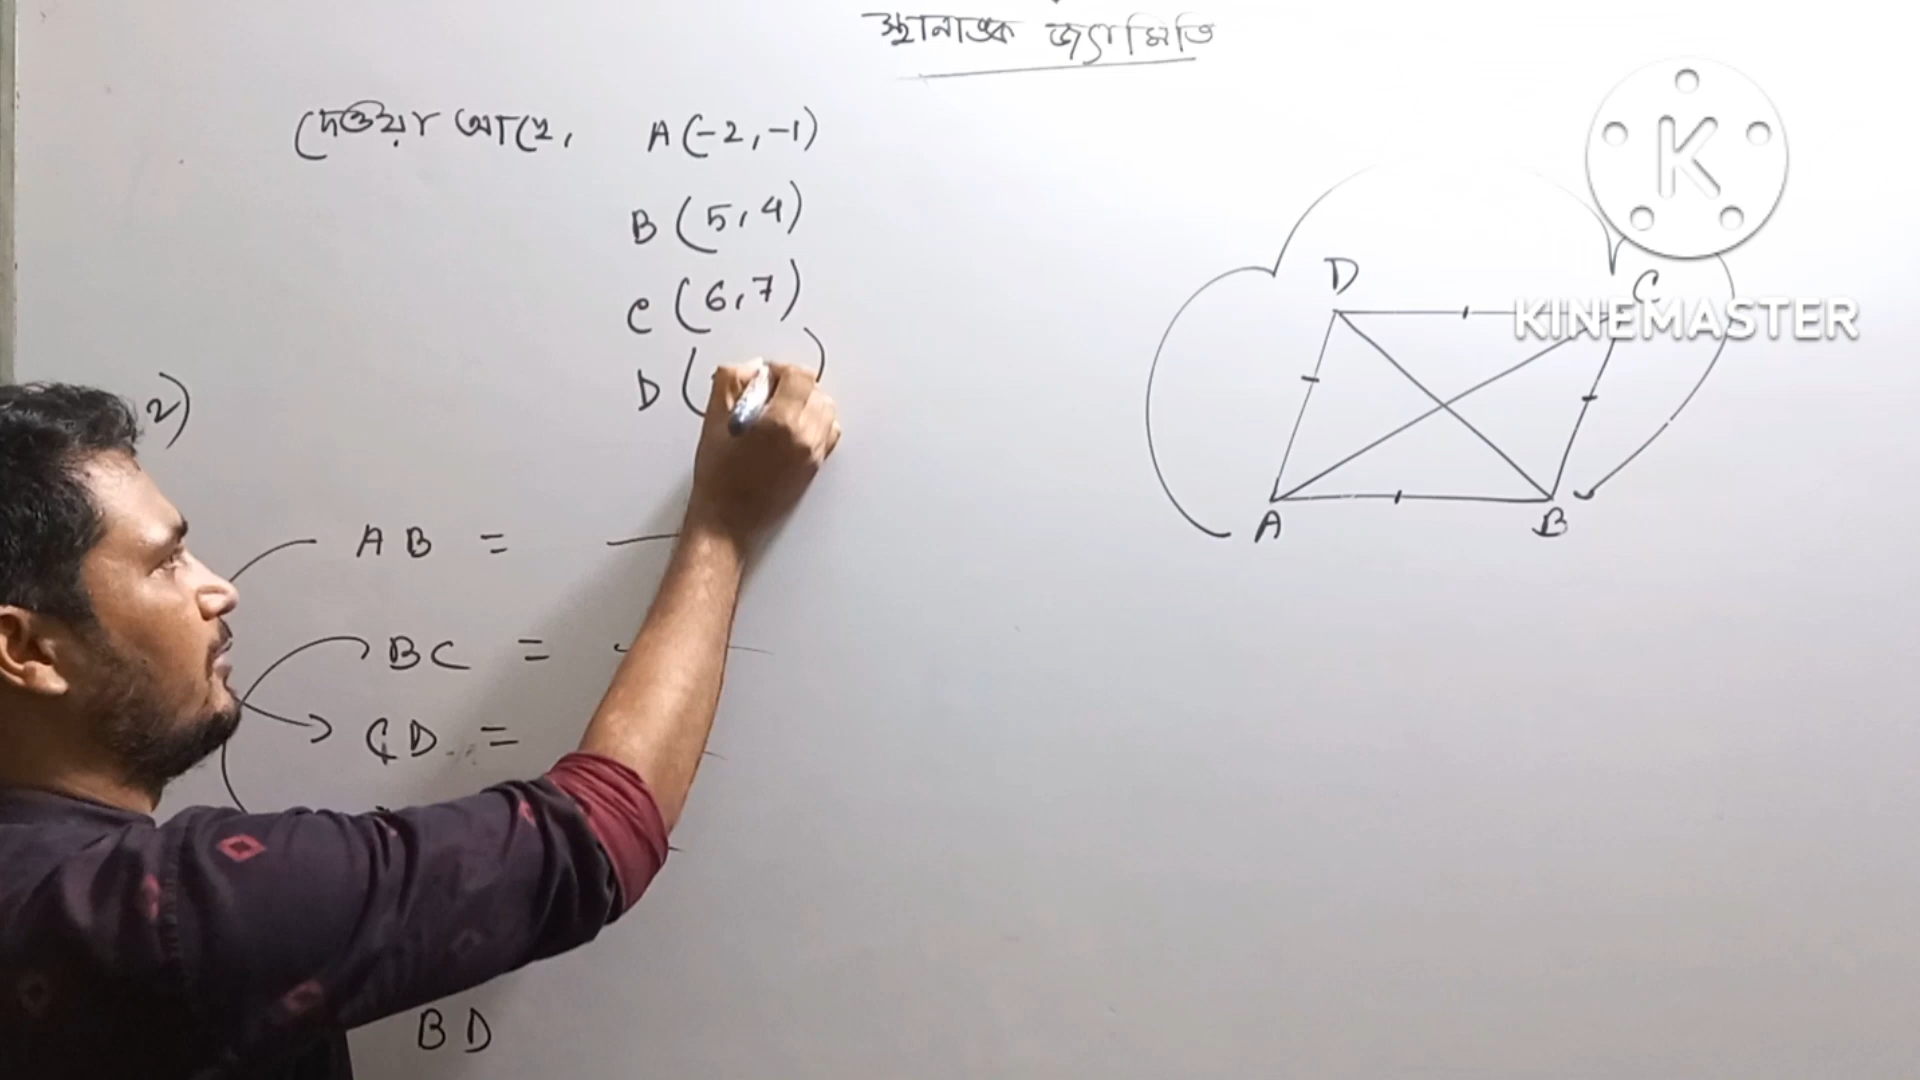 স্থানাঙ্ক জ্যামিতি
দেওয়া আছে, A(-2,-1)
B (5,4)
C (6,7)
D (
2)
AB =
BC =
CD =
BD
D
C
A
B
K
KINEMASTER